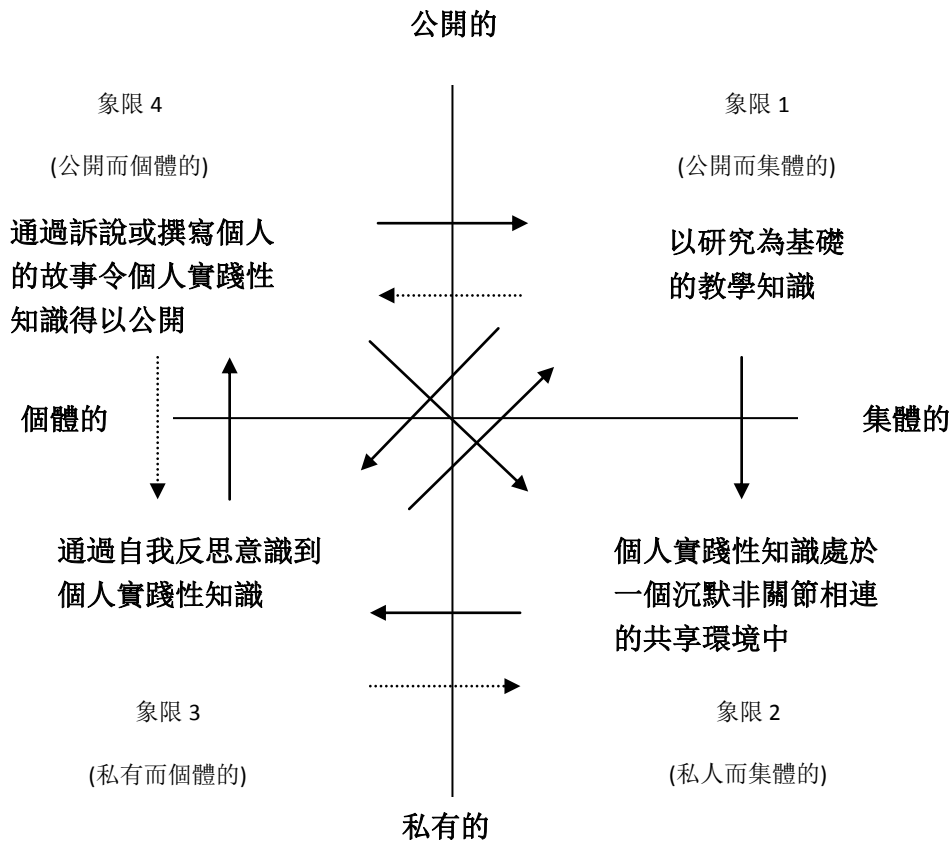 公開的
象限 4
(公開而個體的)
通過訴說或撰寫個人
的故事令個人實踐性
知識得以公開
象限 1
(公開而集體的)
以研究為基礎
的教學知識
個體的
集體的
通過自我反思意識到
個人實踐性知識
象限 3
(私有而個體的)
個人實踐性知識處於
一個沉默非關節相連
的共享環境中
象限 2
(私人而集體的)
私有的